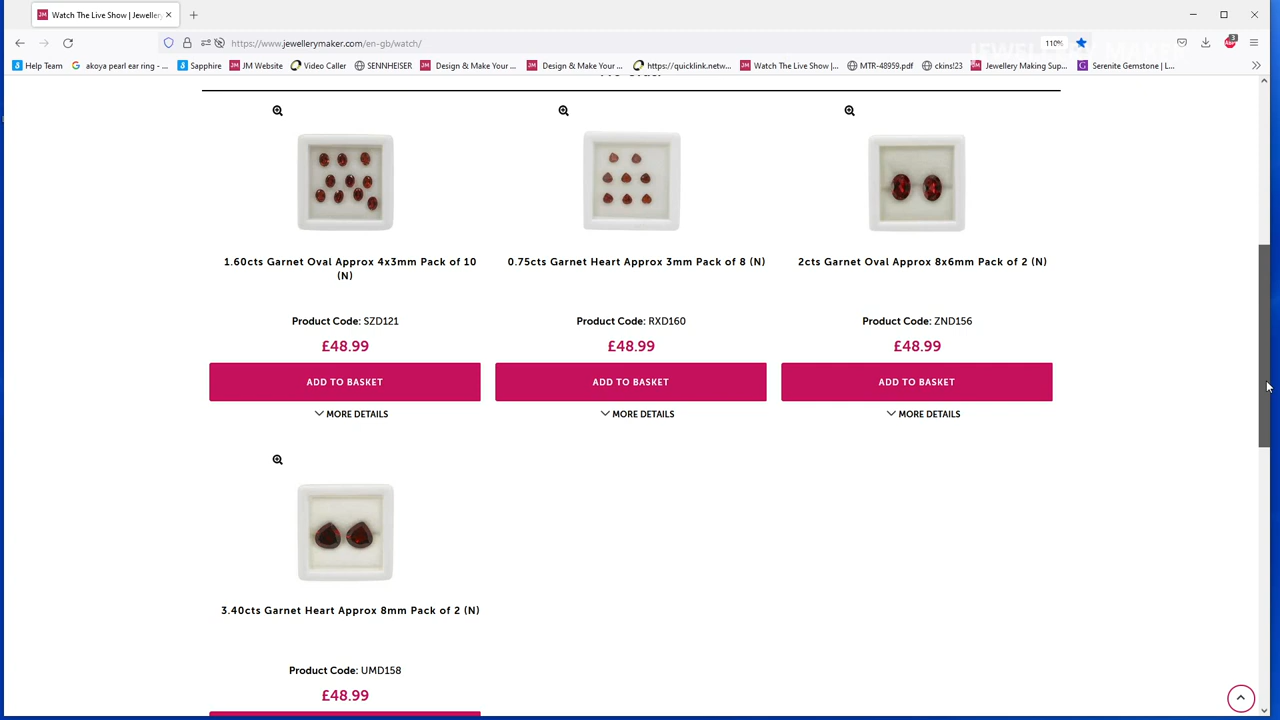 Watch The Live Show | Jeweller
https://www.jewellerymaker.com/en-gb/watch/
110%
3
JEWELLERY MAKER
Help Team
akoya pearl ear ring - ...
Sapphire
JM Website
Video Caller
SENNHEISER
Design & Make Your ...
Design & Make Your ...
https://quicklink.netw...
Watch The Live Show |...
MTR-48959.pdf
ckins!23
Jewellery Making Sup...
Serenite Gemstone | L...
1.60cts Garnet Oval Approx 4x3mm Pack of 10
(N)
Product Code: SZD121
£48.99
ADD TO BASKET
MORE DETAILS
0.75cts Garnet Heart Approx 3mm Pack of 8 (N)
Product Code: RXD160
£48.99
ADD TO BASKET
MORE DETAILS
2cts Garnet Oval Approx 8x6mm Pack of 2 (N)
Product Code: ZND156
£48.99
ADD TO BASKET
MORE DETAILS
3.40cts Garnet Heart Approx 8mm Pack of 2 (N)
Product Code: UMD158
£48.99